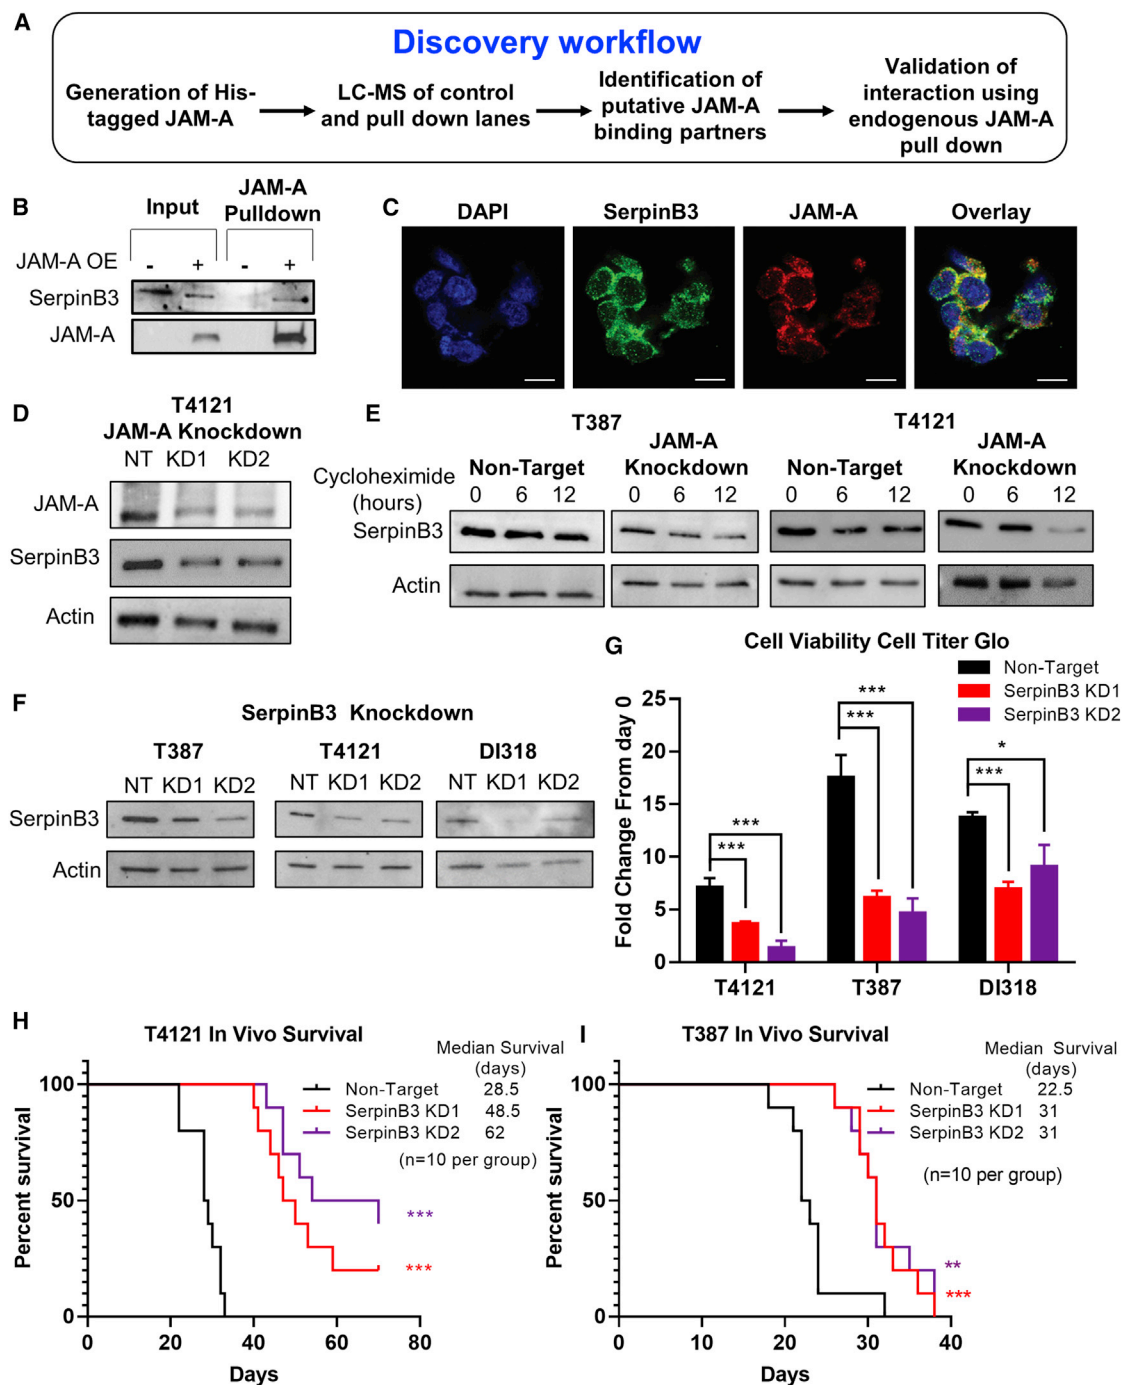 A
Discovery workflow
Generation of His-
tagged JAM-A
LC-MS of control
and pull down lanes
Identification of
putative JAM-A
binding partners
Validation of
interaction using
endogenous JAM-A
pull down
B
Input
JAM-A
Pulldown
JAM-A OE - + - +
SerpinB3
JAM-A
C
DAPI SerpinB3 JAM-A Overlay
D
T4121
JAM-A Knockdown
NT KD1 KD2
JAM-A
SerpinB3
Actin
E
T387 T4121
Non-Target
JAM-A
Knockdown
Non-Target
JAM-A
Knockdown
Cycloheximide
(hours)
0 6 12 0 6 12 0 6 12 0 6 12
SerpinB3
Actin
F
SerpinB3 Knockdown
T387 T4121 DI318
NT KD1 KD2 NT KD1 KD2 NT KD1 KD2
SerpinB3
Actin
G
Cell Viability Cell Titer Glo
Non-Target
SerpinB3 KD1
SerpinB3 KD2
Fold Change From day 0
25
20
15
10
5
0
*** ***
*** ***
*** *
T4121 T387 DI318
H
T4121 In Vivo Survival
Median Survival
(days)
Non-Target 28.5
SerpinB3 KD1 48.5
SerpinB3 KD2 62
(n=10 per group)
Percent survival
100
50
0
***
***
0 20 40 60 80
Days
I
T387 In Vivo Survival
Median Survival
(days)
Non-Target 22.5
SerpinB3 KD1 31
SerpinB3 KD2 31
(n=10 per group)
Percent survival
100
50
0
**
***
0 10 20 30 40
Days